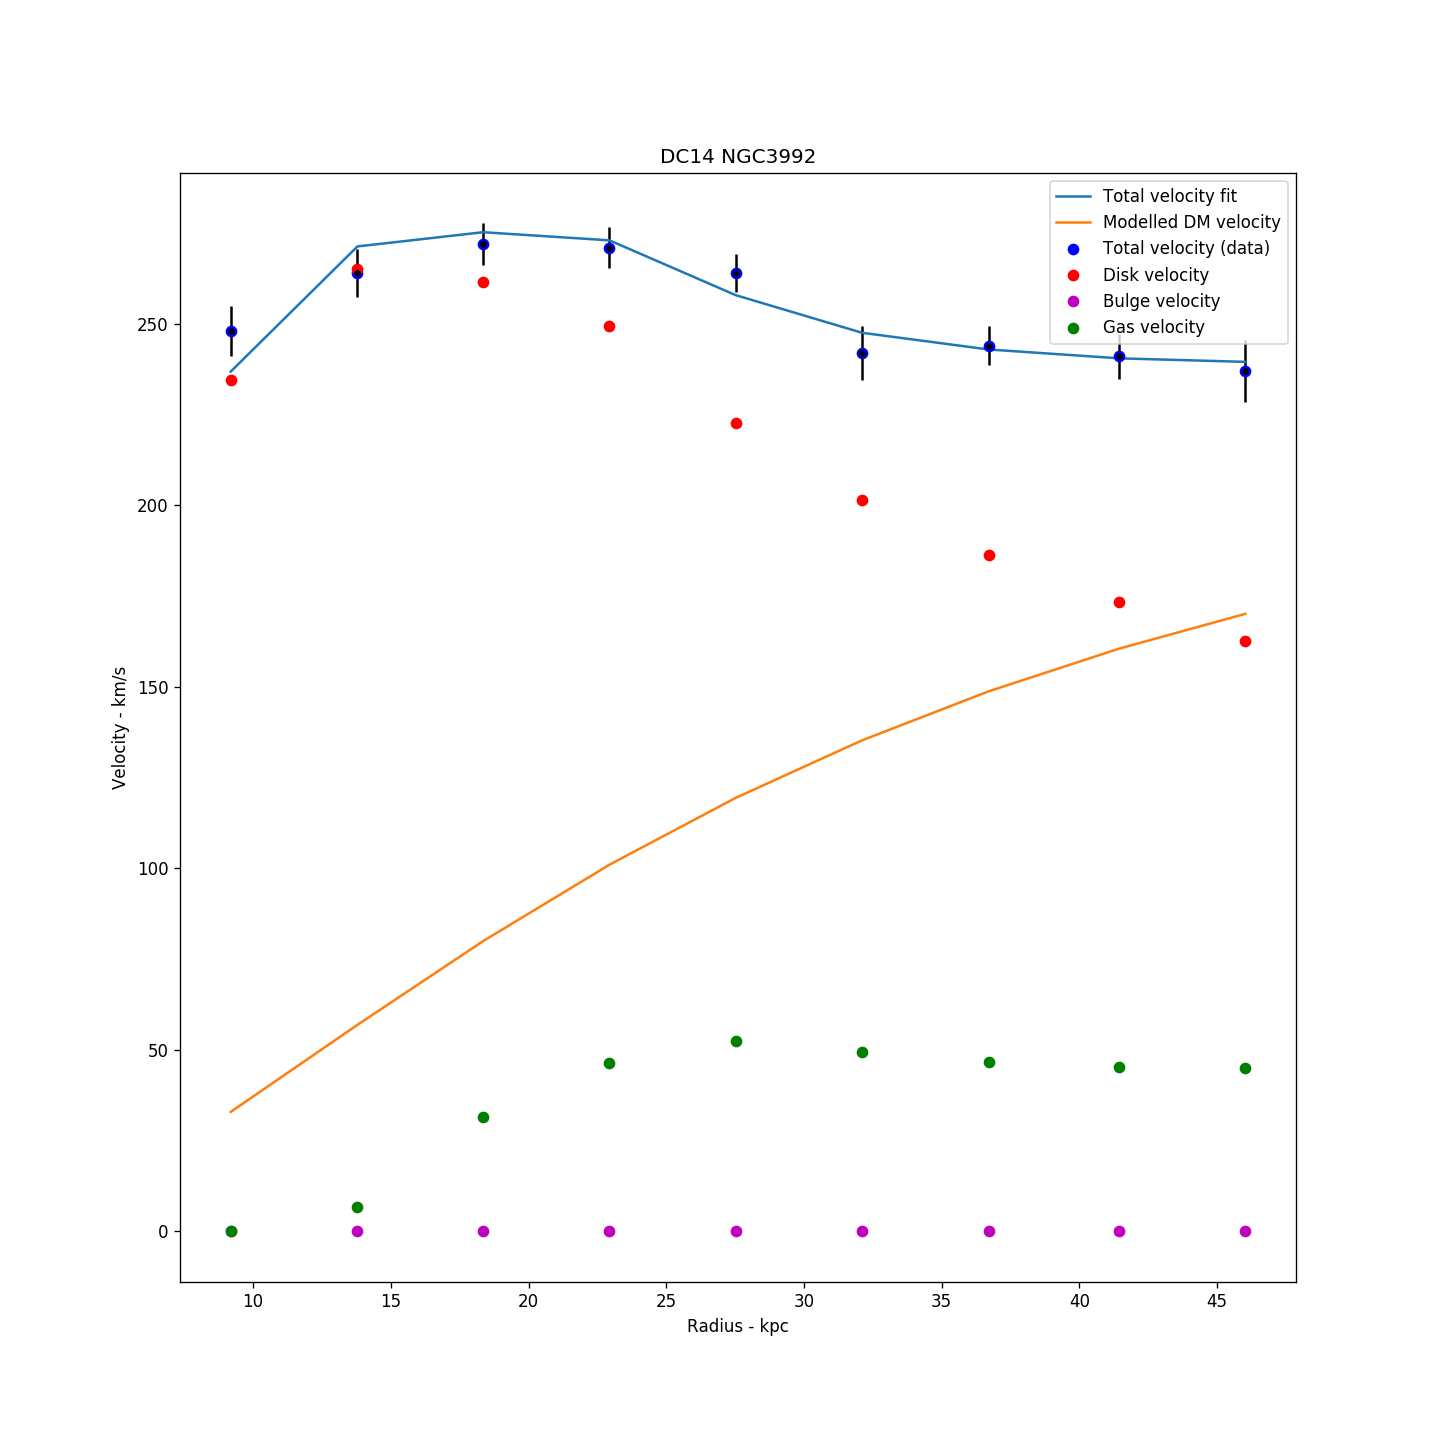 DC14 NGC3992
Total velocity fit
Modelled DM velocity
Total velocity (data)
Disk velocity
Bulge velocity
Gas velocity
250
200
150
100
50
0
Velocity - km/s
10 15 20 25 30 35 40 45
Radius - kpc